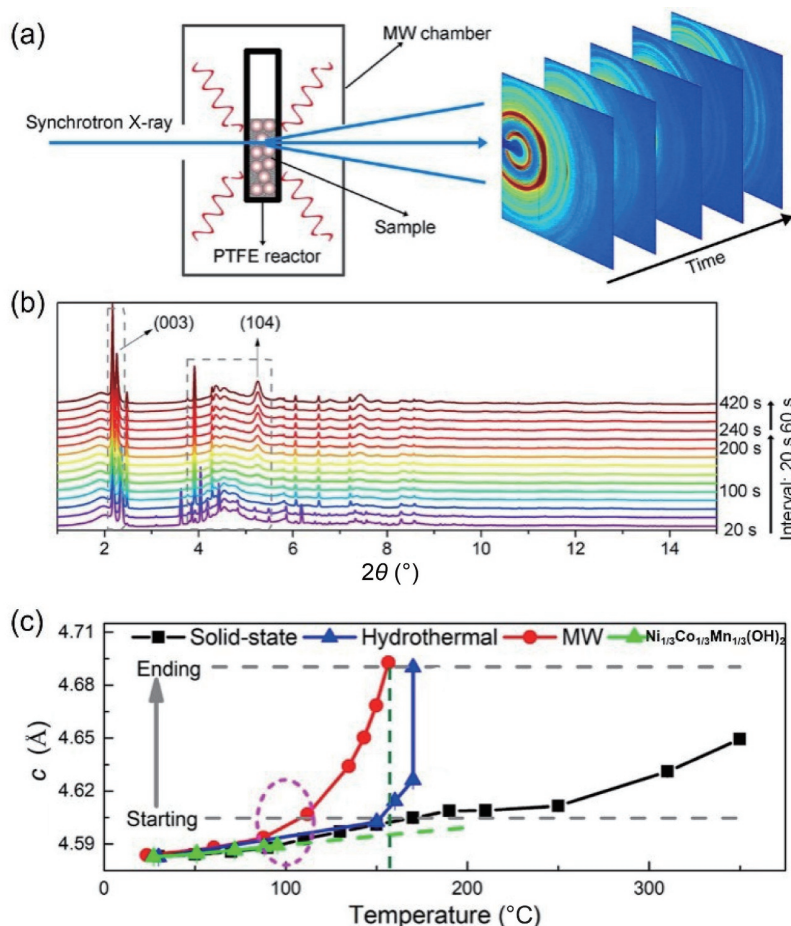 (a)
MW chamber
Synchrotron X-ray
Sample
PTFE reactor
Time
(b)
(003)
(104)
420 s
240 s
200 s
100 s
20 s
Interval: 20 s 60 s
2 4 6 8 10 12 14
2θ (°)
(c)
4.71
4.68
4.65
4.62
4.59
c (Å)
Solid-state Hydrothermal MW Ni1/3Co1/3Mn1/3(OH)2
Ending
Starting
0 100 200 300
Temperature (°C)